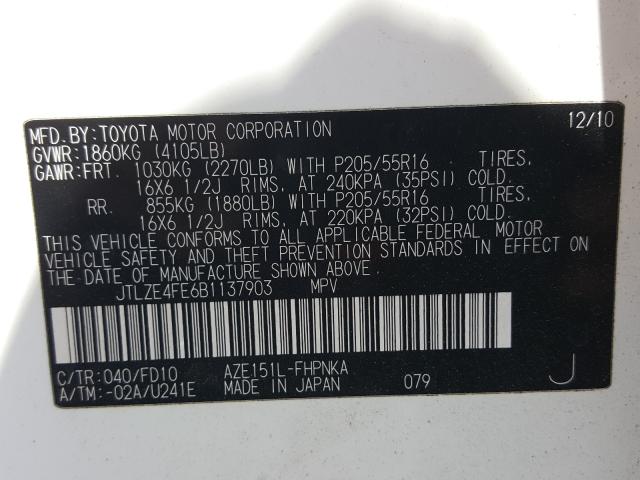 MFD.BY:TOYOTA MOTOR CORPORATION 12/10
GVWR:1860KG (4105LB)
GAWR:FRT. 1030KG (2270LB) WITH P205/55R16 TIRES,
16X6 1/2J RIMS, AT 240KPA (35PSI) COLD.
RR. 855KG (1880LB) WITH P205/55R16 TIRES,
16X6 1/2J RIMS, AT 220KPA (32PSI) COLD.
THIS VEHICLE CONFORMS TO ALL APPLICABLE FEDERAL MOTOR
VEHICLE SAFETY AND THEFT PREVENTION STANDARDS IN EFFECT ON
THE DATE OF MANUFACTURE SHOWN ABOVE.
JTLZE4FE6B1137903 MPV
C/TR:040/FD10 AZE151L-FHPNKA
A/TM:-02A/U241E MADE IN JAPAN 079 J